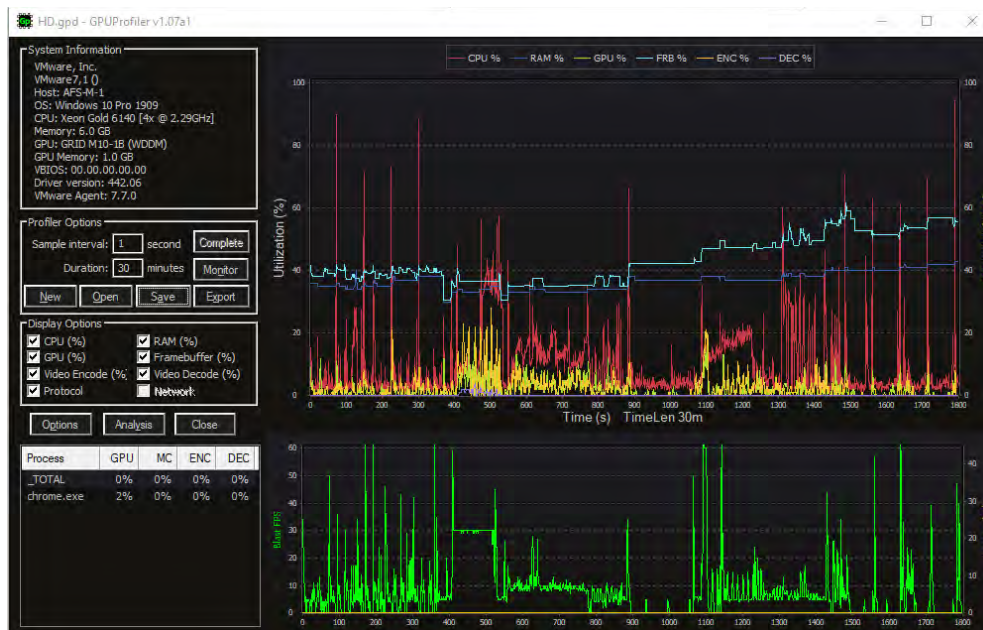 HD.gpd - GPUProfiler v1.07a1
System Information
VMware, Inc.
VMware7,1 ()
Host: AFS-M-1
OS: Windows 10 Pro 1909
CPU: Xeon Gold 6140 [4x @ 2.29GHz]
Memory: 6.0 GB
GPU: GRID M10-1B (WDDM)
GPU Memory: 1.0 GB
VBIOS: 00.00.00.00.00
Driver version: 442.06
VMware Agent: 7.7.0
Profiler Options
Sample interval: 1 second Complete
Duration: 30 minutes Monitor
New Open Save Export
Display Options
CPU (%) RAM (%)
GPU (%) Framebuffer (%)
Video Encode (% Video Decode (%)
Protocol Network
Options Analysis Close
Process GPU MC ENC DEC
_TOTAL 0% 0% 0% 0%
chrome.exe 2% 0% 0% 0%
CPU % RAM % GPU % FRB % ENC % DEC %
100 100
80 80
60 60
40 40
20 20
0 0
Utilization (%)
0 100 200 300 400 500 600 700 800 900 1000 1100 1200 1300 1400 1500 1600 1700 1800
Time (s) TimeLen 30m
60
50 40
40
30 20
20
10 10
0 0
FPS
0 100 200 300 400 500 600 700 800 900 1000 1100 1200 1300 1400 1500 1600 1700 1800